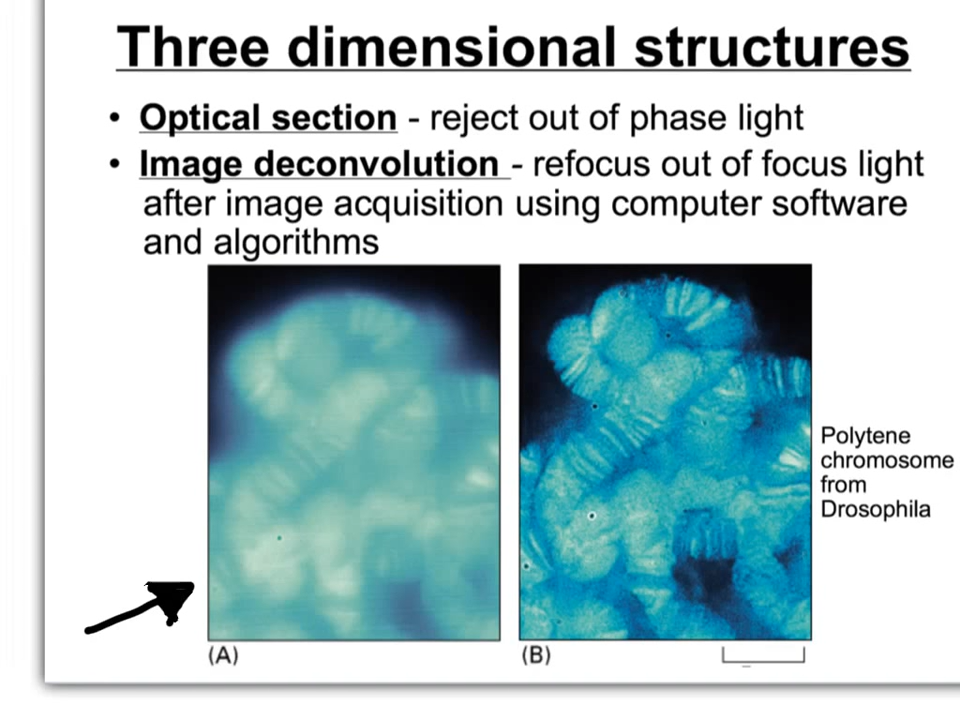 Three dimensional structures
• Optical section - reject out of phase light
• Image deconvolution - refocus out of focus light
after image acquisition using computer software
and algorithms
Polytene
chromosome
from
Drosophila
(A)
(B)